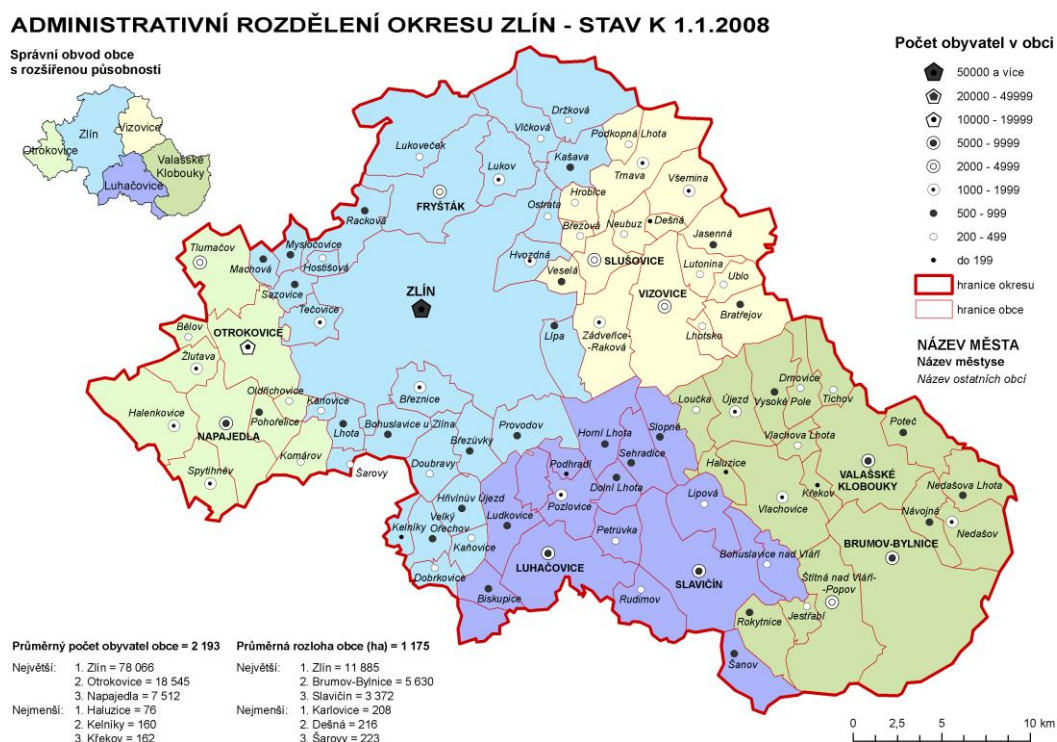 ADMINISTRATIVNÍ ROZDĚLENÍ OKRESU ZLÍN - STAV K 1.1.2008
Správní obvod obce
s rozšířenou působností
Zlín
Vizovice
Otrokovice
Valašské
Klobouky
Luhačovice
Počet obyvatel v obci
50000 a více
20000 - 49999
10000 - 19999
5000 - 9999
2000 - 4999
1000 - 1999
500 - 999
200 - 499
do 199
hranice okresu
hranice obce
NÁZEV MĚSTA
Název městyse
Název ostatních obcí
Držková
Vlčková
Podkopná Lhota
Lukoveček
Kašava
Trnava
Lukov
Všemina
FRYŠTÁK
Hrobice
Ostrata
Racková
Březová
Neubuz
Dešná
Jasenná
Tlumačov
Mysločovice
Machová
Hostišová
Hvozdná
SLUŠOVICE
Lutonina
Ublo
Sazovice
Veselá
ZLÍN
VIZOVICE
Tečovice
Bratřejov
OTROKOVICE
Bělov
Lípa
Zádveřice-
-Raková
Lhotsko
Žlutava
Oldřichovice
Březnice
Karlovice
Halenkovice
Pohořelice
NAPAJEDLA
Lhota
Bohuslavice u Zlína
Provodov
Březůvky
Komárov
Šarovy
Doubravy
Spytihněv
Loučka
Újezd
Drnovice
Vysoké Pole
Tichov
Horní Lhota
Slopné
Sehradice
Vlachova Lhota
Poteč
Podhradí
Dolní Lhota
Haluzice
VALAŠSKÉ
KLOBOUKY
Křekov
Nedašova Lhota
Hřivínův Újezd
Pozlovice
Lipová
Vlachovice
Kelníky
Velký
Ořechov
Ludkovice
Petrůvka
Návojná
Nedašov
Kaňovice
BRUMOV-BYLNICE
Bohuslavice nad Vláří
LUHAČOVICE
SLAVIČÍN
Dobrkovice
Štítná nad Vláří-
-Popov
Biskupice
Rudimov
Jestřabí
Rokytnice
Šanov
Průměrný počet obyvatel obce = 2 193
Největší: 1. Zlín = 78 066
2. Otrokovice = 18 545
3. Napajedla = 7 512
Nejmenší: 1. Haluzice = 76
2. Kelníky = 160
3. Křekov = 162
Průměrná rozloha obce (ha) = 1 175
Největší: 1. Zlín = 11 885
2. Brumov-Bylnice = 5 630
3. Slavičín = 3 372
Nejmenší: 1. Karlovice = 208
2. Dešná = 216
3. Šarovy = 223
0 2,5 5 10 km